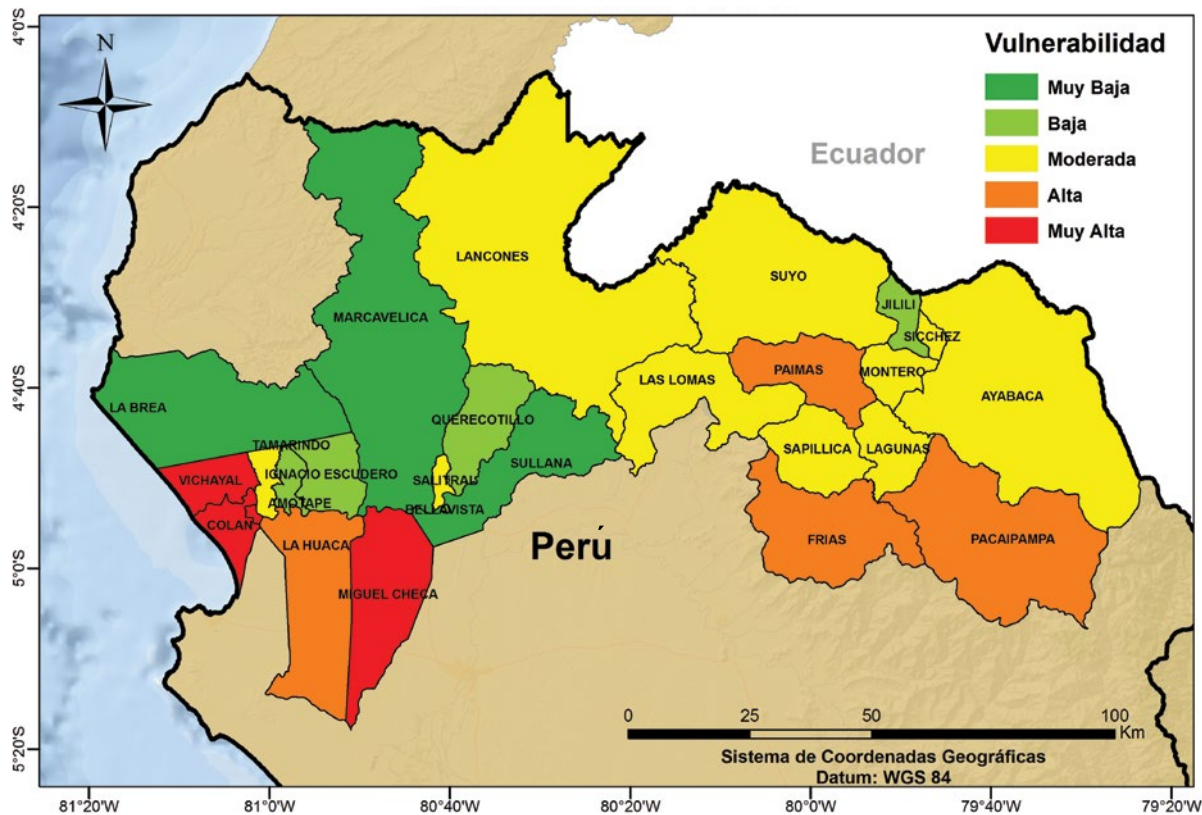 4°0'S
4°20'S
4°40'S
5°0'S
5°20'S
N
Vulnerabilidad
Muy Baja
Baja
Moderada
Alta
Muy Alta
Ecuador
LANCONES
SUYO
JILILI
SICCHEZ
MARCAVELICA
PAIMAS
MONTERO
LAS LOMAS
AYABACA
LA BREA
QUERECOTILLO
TAMARINDO
SAPILLICA
LAGUNAS
SULLANA
IGNACIO ESCUDERO
VICHAYAL
SALITRAL
AMOTAPE
BELLAVISTA
COLAN
LA HUACA
Perú
FRIAS
PACAIPAMPA
MIGUEL CHECA
0 25 50 100
Km
Sistema de Coordenadas Geográficas
Datum: WGS 84
81°20'W 81°0'W 80°40'W 80°20'W 80°0'W 79°40'W 79°20'W